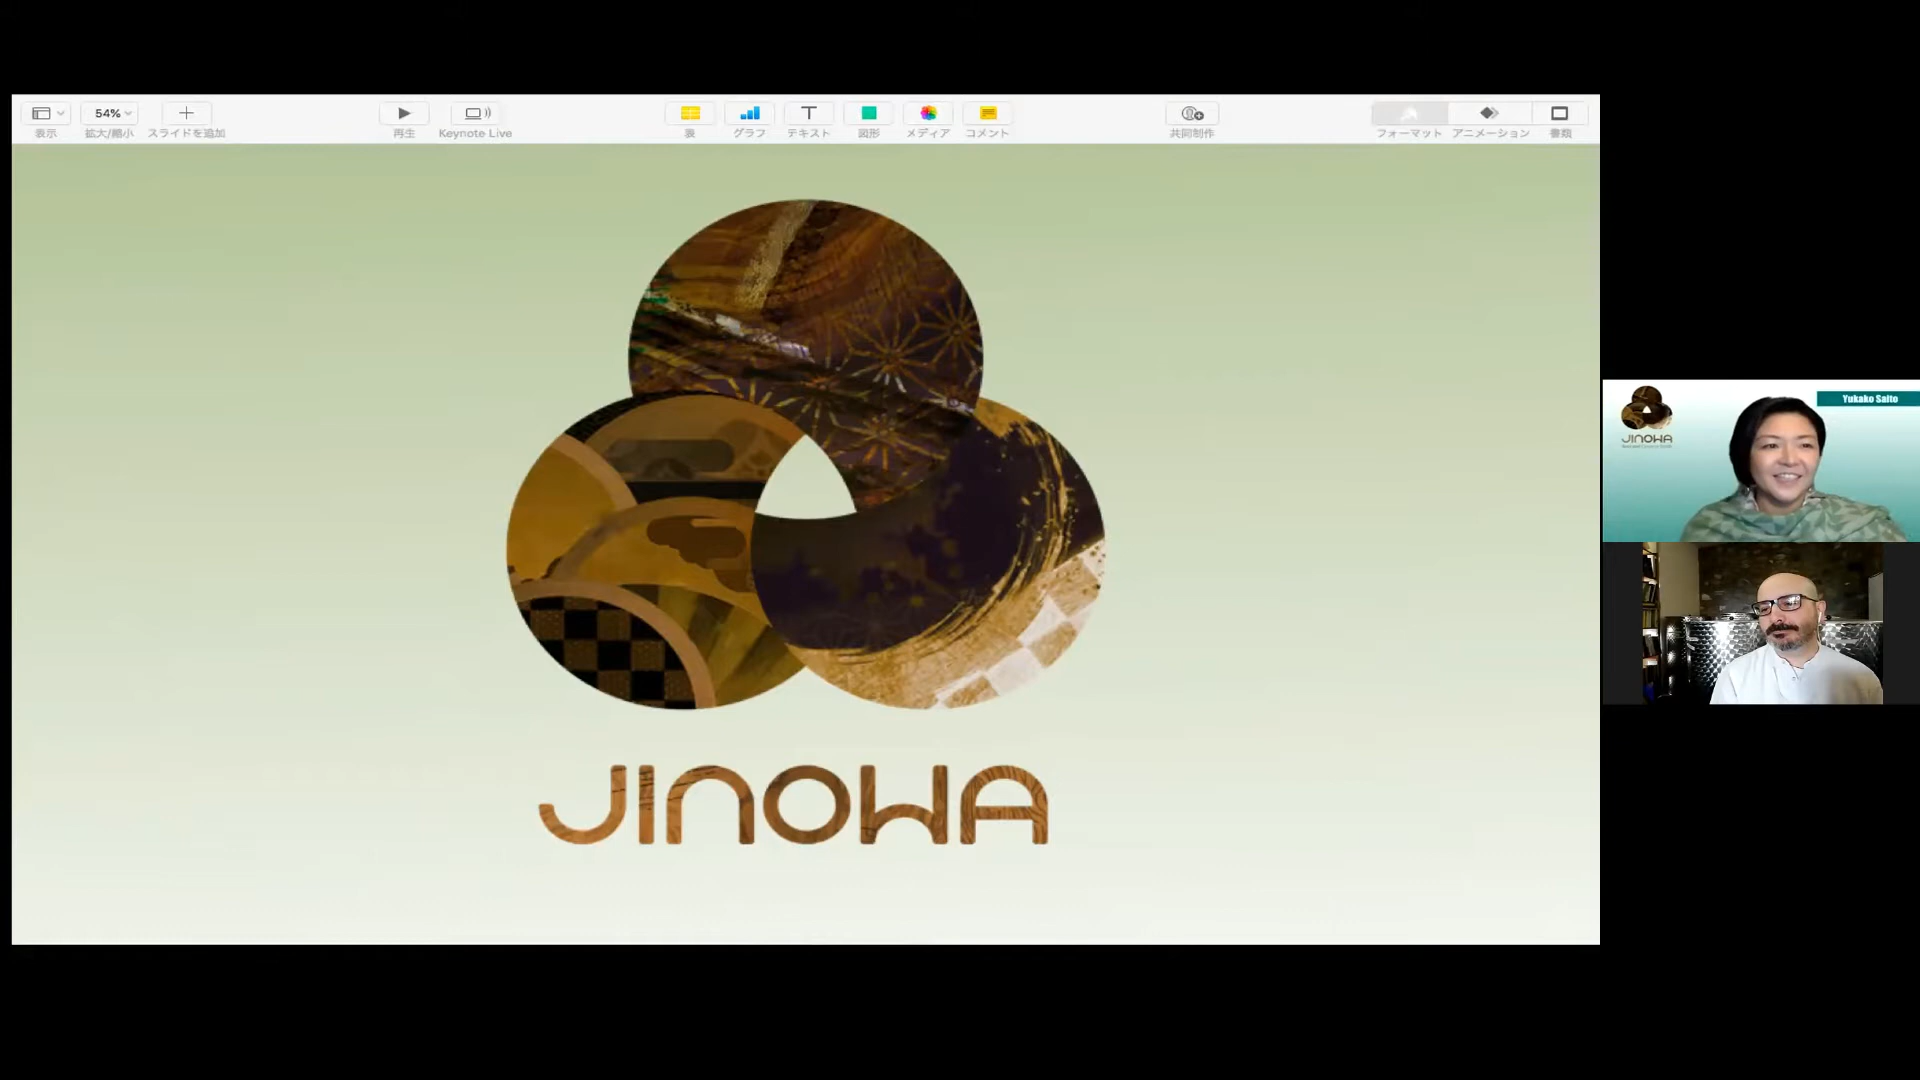 54%
表示
拡大/縮小
スライドを追加
再生
Keynote Live
表
グラフ
テキスト
図形
メディア
コメント
共同制作
フォーマット
アニメーション
書類
JINOWA
Yukako Saito
JINOWA